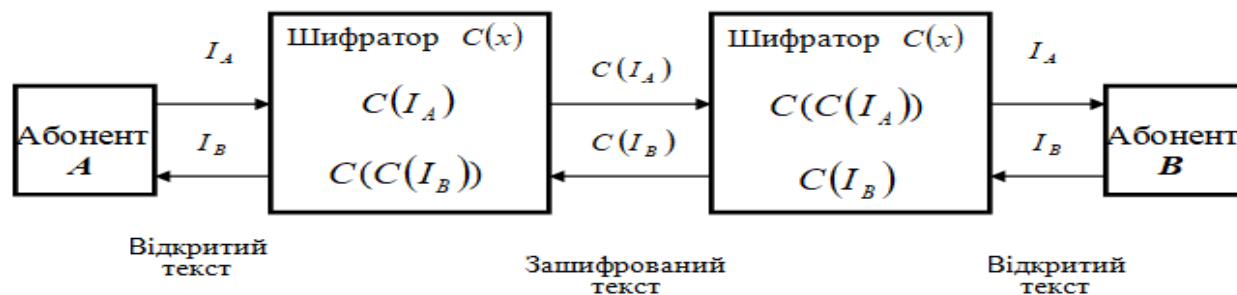 Абонент
A
I_A
I_B
Шифратор C(x)
C(I_A)
C(C(I_B))
C(I_A)
C(I_B)
Шифратор C(x)
C(C(I_A))
C(I_B)
I_A
I_B
Абонент
B
Відкритий
текст
Зашифрований
текст
Відкритий
текст